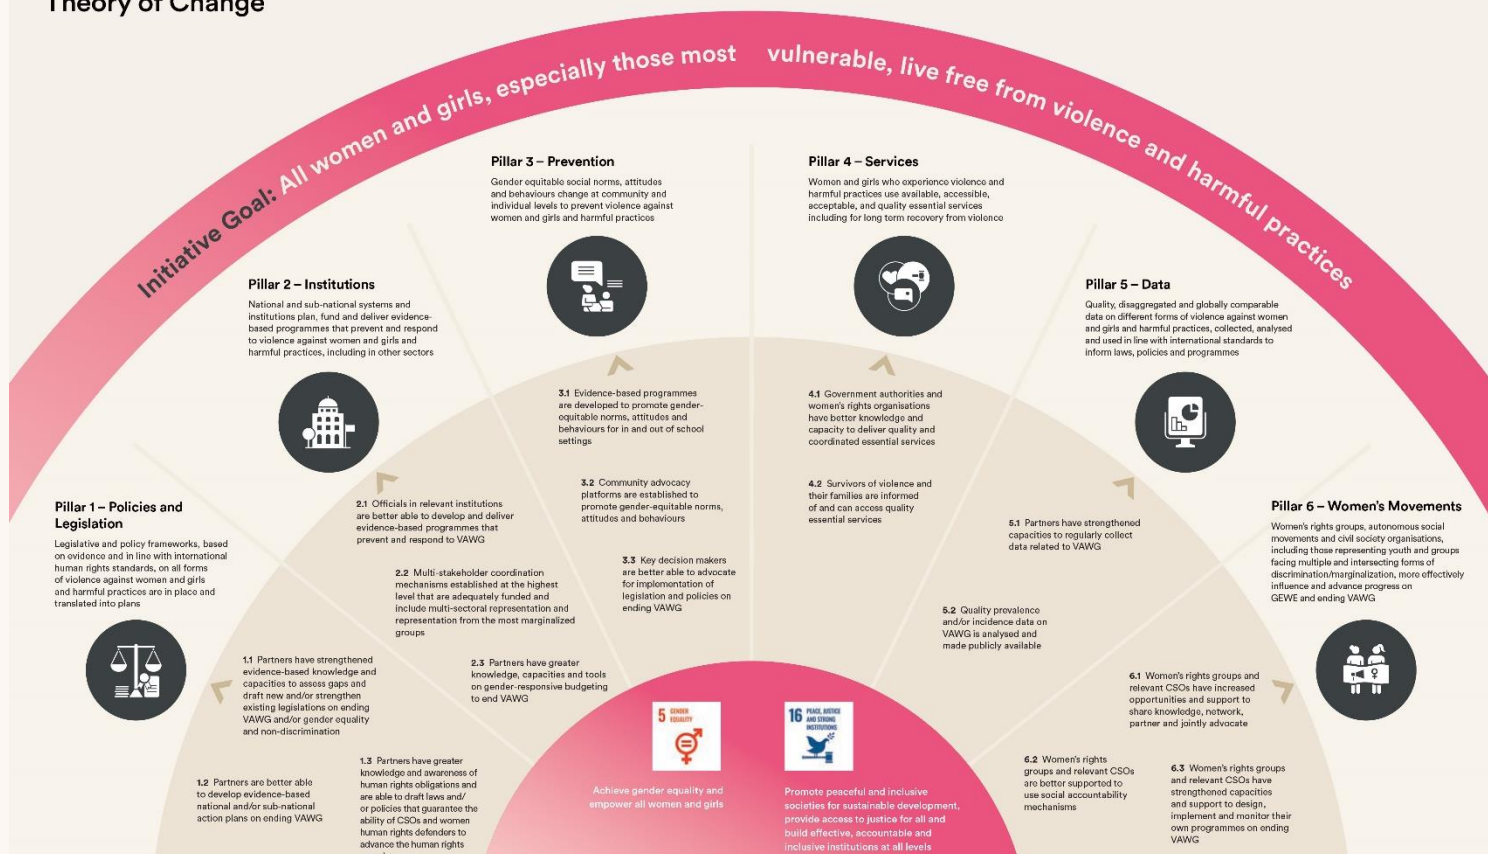 Theory of Change
Initiative Goal: All women and girls, especially those most vulnerable, live free from violence and harmful practices
Pillar 1 – Policies and
Legislation
Legislative and policy frameworks, based
on evidence and in line with international
human rights standards, on all forms
of violence against women and girls
and harmful practices are in place and
translated into plans
1.1 Partners have strengthened
evidence-based knowledge and
capacities to assess gaps and
draft new and/or strengthen
existing legislations on ending
VAWG and/or gender equality
and non-discrimination
1.2 Partners are better able
to develop evidence-based
national and/or sub-national
action plans on ending VAWG
1.3 Partners have greater
knowledge and awareness of
human rights obligations and
are able to draft laws and/
or policies that guarantee the
ability of CSOs and women
human rights defenders to
advance the human rights
Pillar 2 – Institutions
National and sub-national systems and
institutions plan, fund and deliver evidence-
based programmes that prevent and respond
to violence against women and girls and
harmful practices, including in other sectors
2.1 Officials in relevant institutions
are better able to develop and deliver
evidence-based programmes that
prevent and respond to VAWG
2.2 Multi-stakeholder coordination
mechanisms established at the highest
level that are adequately funded and
include multi-sectoral representation and
representation from the most marginalized
groups
2.3 Partners have greater
knowledge, capacities and tools
on gender-responsive budgeting
to end VAWG
Pillar 3 – Prevention
Gender equitable social norms, attitudes
and behaviours change at community and
individual levels to prevent violence against
women and girls and harmful practices
3.1 Evidence-based programmes
are developed to promote gender-
equitable norms, attitudes and
behaviours for in and out of school
settings
3.2 Community advocacy
platforms are established to
promote gender-equitable norms,
attitudes and behaviours
3.3 Key decision makers
are better able to advocate
for implementation of
legislation and policies on
ending VAWG
Pillar 4 – Services
Women and girls who experience violence and
harmful practices use available, accessible,
acceptable, and quality essential services
including for long term recovery from violence
4.1 Government authorities and
women's rights organisations
have better knowledge and
capacity to deliver quality and
coordinated essential services
4.2 Survivors of violence and
their families are informed
of and can access quality
essential services
Pillar 5 – Data
Quality, disaggregated and globally comparable
data on different forms of violence against women
and girls and harmful practices, collected, analysed
and used in line with international standards to
inform laws, policies and programmes
5.1 Partners have strengthened
capacities to regularly collect
data related to VAWG
5.2 Quality prevalence
and/or incidence data on
VAWG is analysed and
made publicly available
Pillar 6 – Women's Movements
Women's rights groups, autonomous social
movements and civil society organisations,
including those representing youth and groups
facing multiple and intersecting forms of
discrimination/marginalization, more effectively
influence and advance progress on
GEWE and ending VAWG
6.1 Women's rights groups and
relevant CSOs have increased
opportunities and support to
share knowledge, network,
partner and jointly advocate
6.2 Women's rights
groups and relevant CSOs
are better supported to
use social accountability
mechanisms
6.3 Women's rights groups
and relevant CSOs have
strengthened capacities
and support to design,
implement and monitor their
own programmes on ending
VAWG
5 GENDER
EQUALITY
Achieve gender equality and
empower all women and girls
16 PEACE, JUSTICE
AND STRONG
INSTITUTIONS
Promote peaceful and inclusive
societies for sustainable development,
provide access to justice for all and
build effective, accountable and
inclusive institutions at all levels